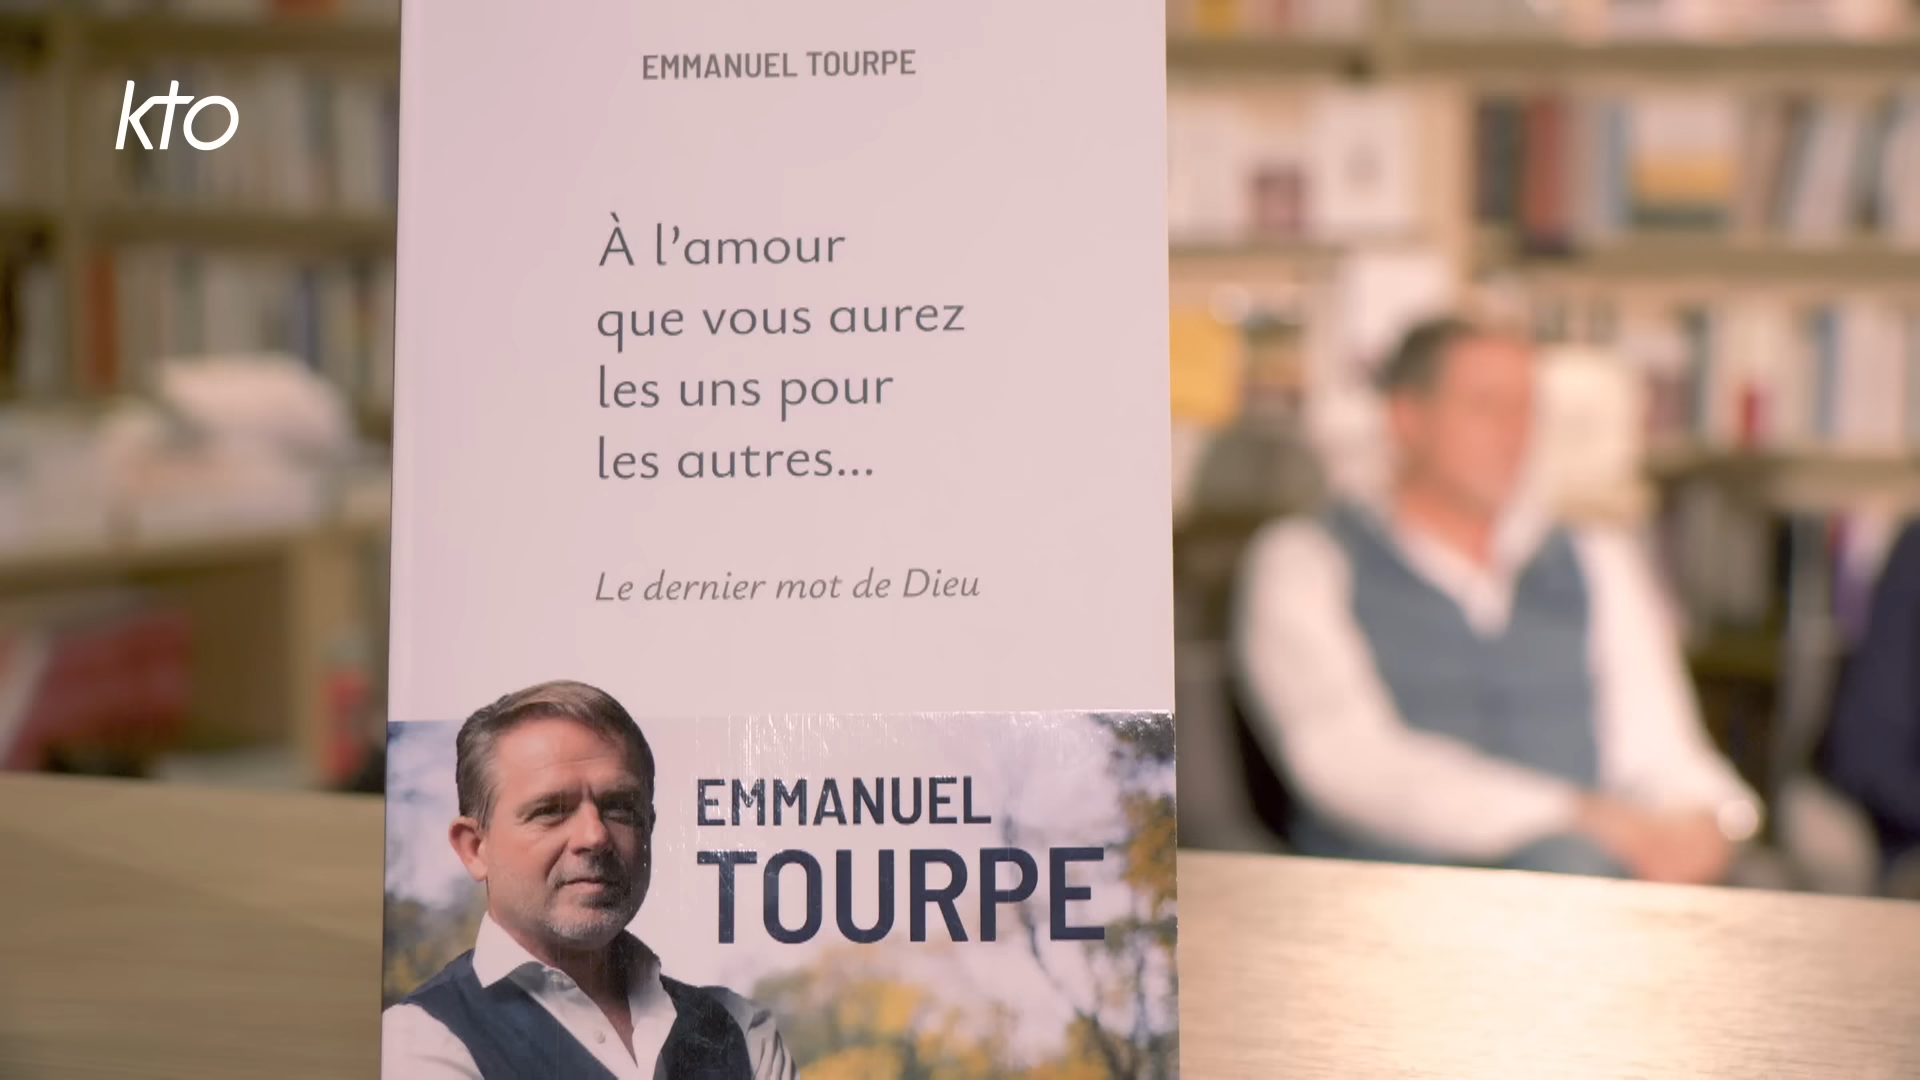 kto
EMMANUEL TOURPE
À l'amour
que vous aurez
les uns pour
les autres...
Le dernier mot de Dieu
EMMANUEL
TOURPE